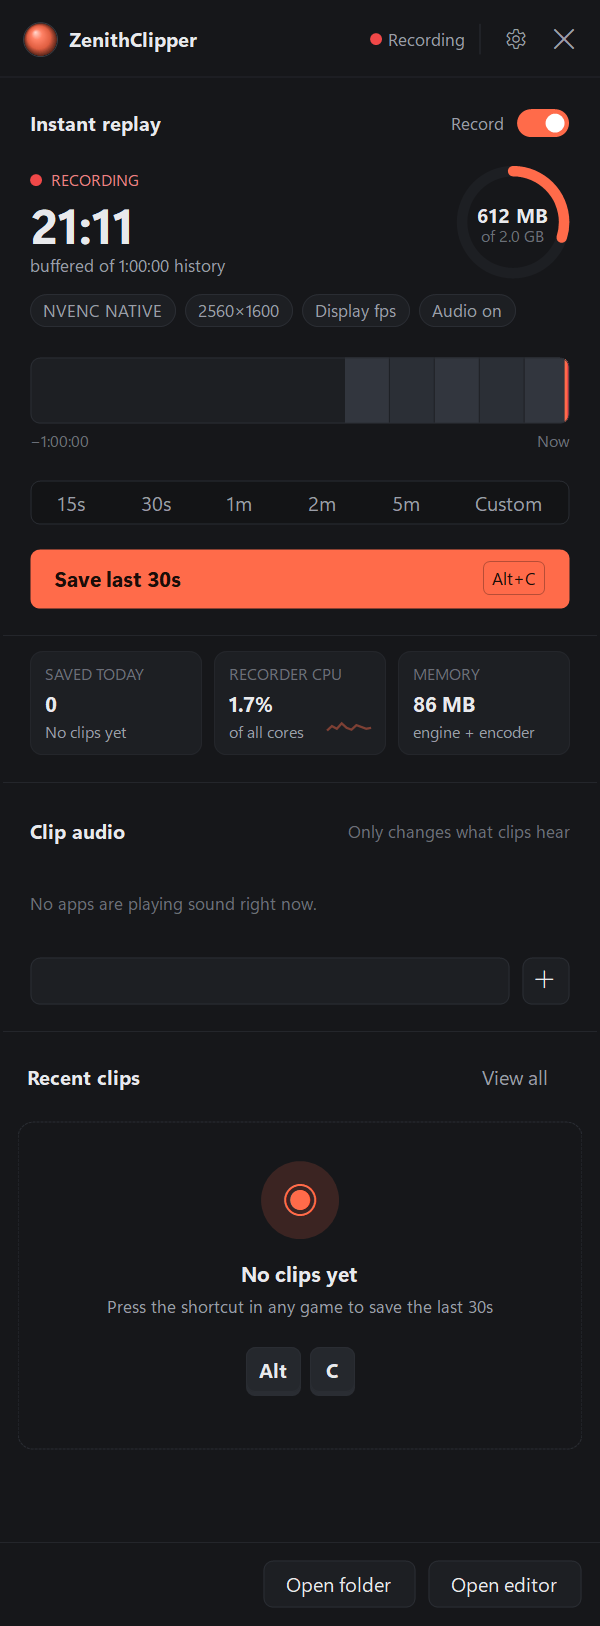 ZenithClipper
Recording
Instant replay
Record
RECORDING
21:11
buffered of 1:00:00 history
612 MB
of 2.0 GB
NVENC NATIVE
2560×1600
Display fps
Audio on
−1:00:00
Now
15s
30s
1m
2m
5m
Custom
Save last 30s
Alt+C
SAVED TODAY
0
No clips yet
RECORDER CPU
1.7%
of all cores
MEMORY
86 MB
engine + encoder
Clip audio
Only changes what clips hear
No apps are playing sound right now.
Recent clips
View all
No clips yet
Press the shortcut in any game to save the last 30s
Alt
C
Open folder
Open editor